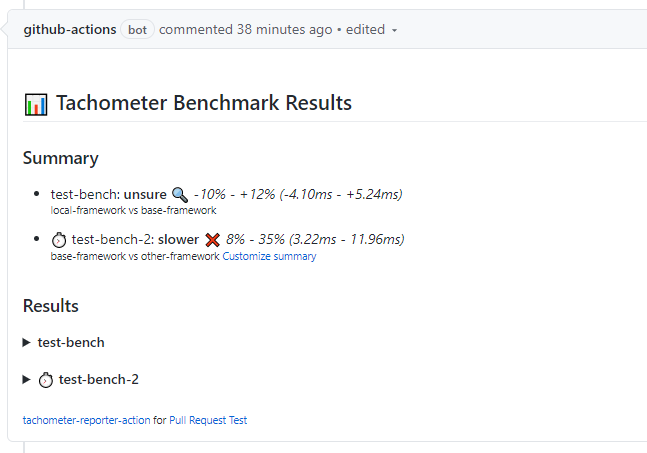 github-actions bot commented 38 minutes ago • edited
Tachometer Benchmark Results
Summary
test-bench: unsure 🔍 -10% - +12% (-4.10ms - +5.24ms)
local-framework vs base-framework
⏱ test-bench-2: slower ❌ 8% - 35% (3.22ms - 11.96ms)
base-framework vs other-framework Customize summary
Results
test-bench
⏱ test-bench-2
tachometer-reporter-action for Pull Request Test